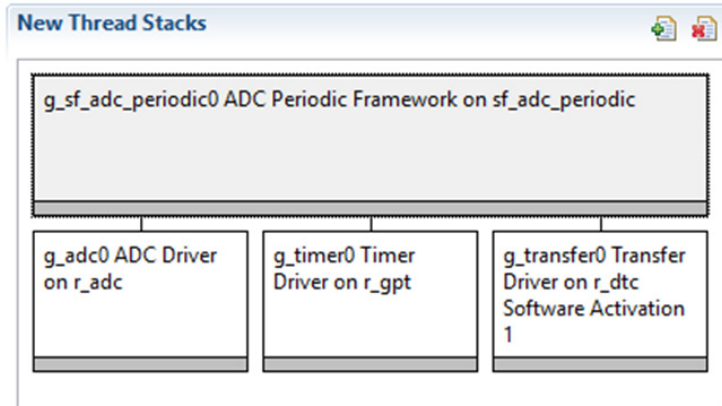 New Thread Stacks
g_sf_adc_periodic0 ADC Periodic Framework on sf_adc_periodic
g_adc0 ADC Driver
on r_adc
g_timer0 Timer
Driver on r_gpt
g_transfer0 Transfer
Driver on r_dtc
Software Activation
1